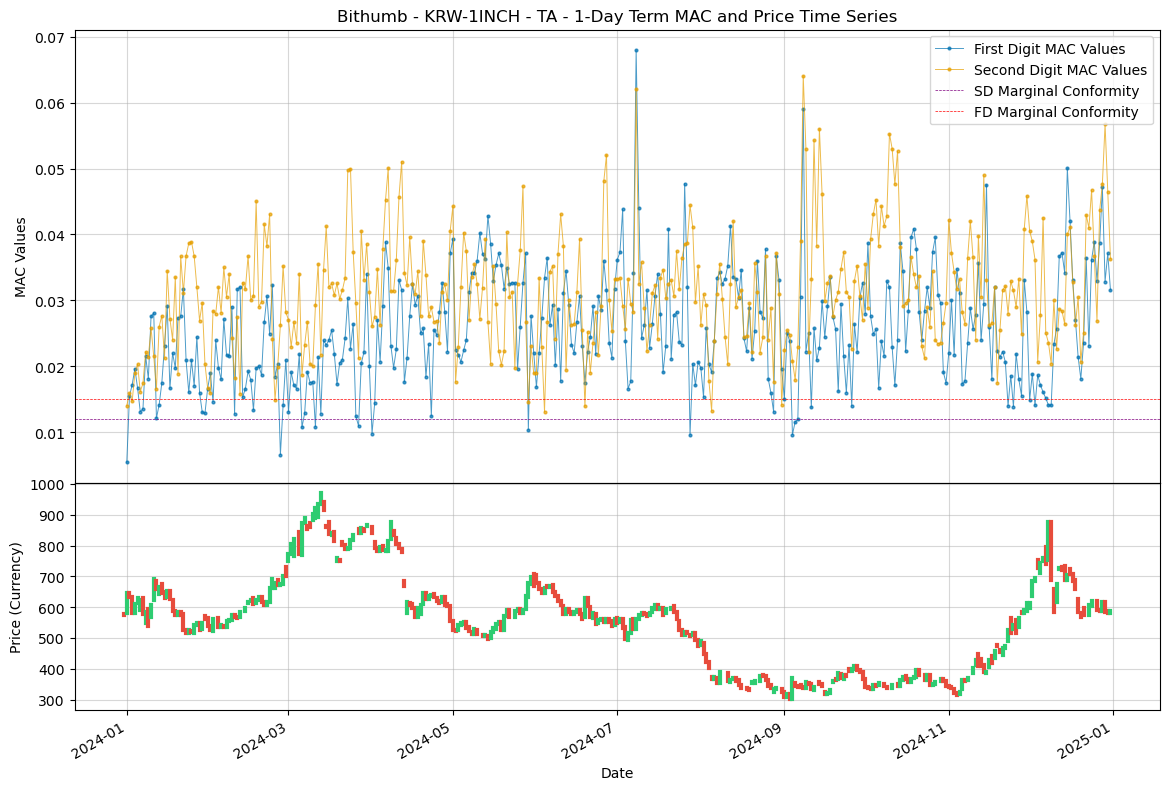 Bithumb - KRW-1INCH - TA - 1-Day Term MAC and Price Time Series
0.07
0.06
0.05
0.04
0.03
0.02
0.01
MAC Values
First Digit MAC Values
Second Digit MAC Values
SD Marginal Conformity
FD Marginal Conformity
1000
900
800
700
600
500
400
300
Price (Currency)
2024-01
2024-03
2024-05
2024-07
2024-09
2024-11
2025-01
Date